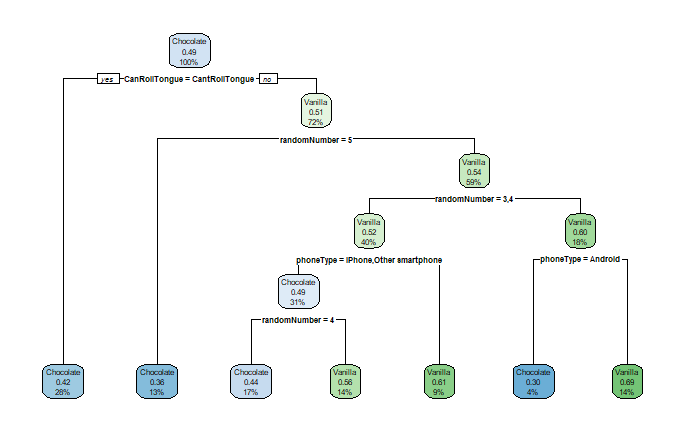 Chocolate
0.49
100%
yes CanRollTongue = CantRollTongue no
Vanilla
0.51
72%
randomNumber = 5
Vanilla
0.54
59%
randomNumber = 3,4
Vanilla
0.52
40%
Vanilla
0.60
18%
phoneType = iPhone,Other smartphone
phoneType = Android
Chocolate
0.49
31%
randomNumber = 4
Chocolate
0.42
28%
Chocolate
0.36
13%
Chocolate
0.44
17%
Vanilla
0.56
14%
Vanilla
0.61
9%
Chocolate
0.30
4%
Vanilla
0.69
14%